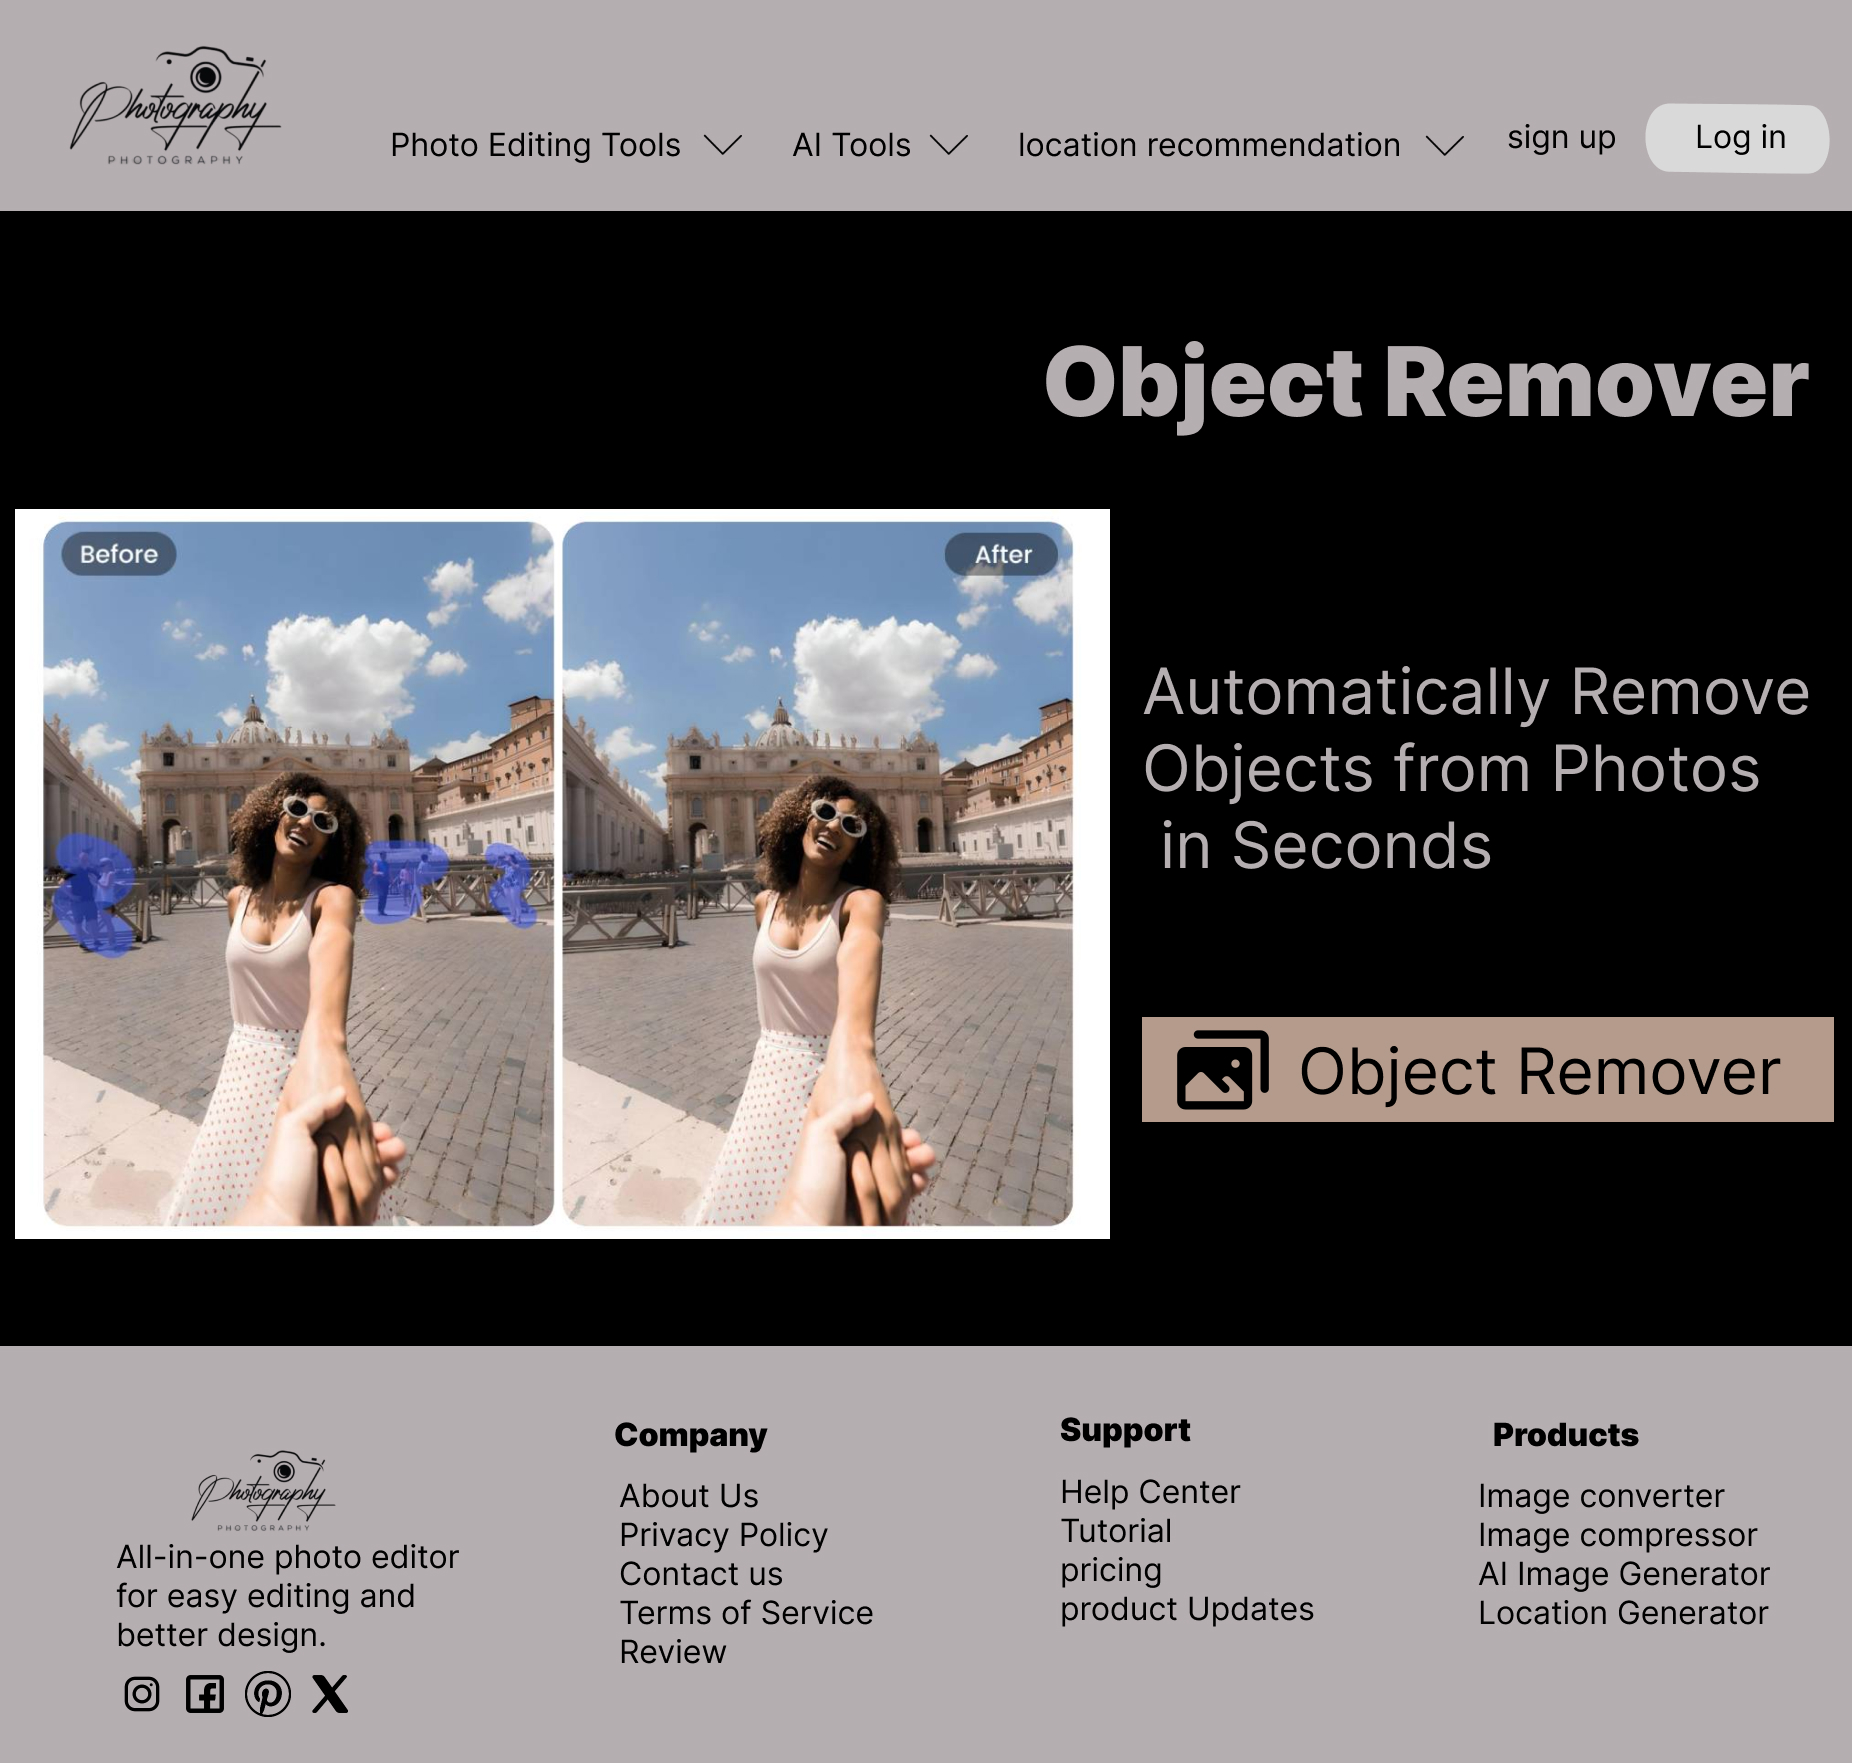 Photography
PHOTOGRAPHY
Photo Editing Tools
AI Tools
location recommendation
sign up
Log in
Object Remover
Before
After
Automatically Remove
Objects from Photos
in Seconds
Object Remover
Photography
PHOTOGRAPHY
All-in-one photo editor
for easy editing and
better design.
Company
About Us
Privacy Policy
Contact us
Terms of Service
Review
Support
Help Center
Tutorial
pricing
product Updates
Products
Image converter
Image compressor
AI Image Generator
Location Generator